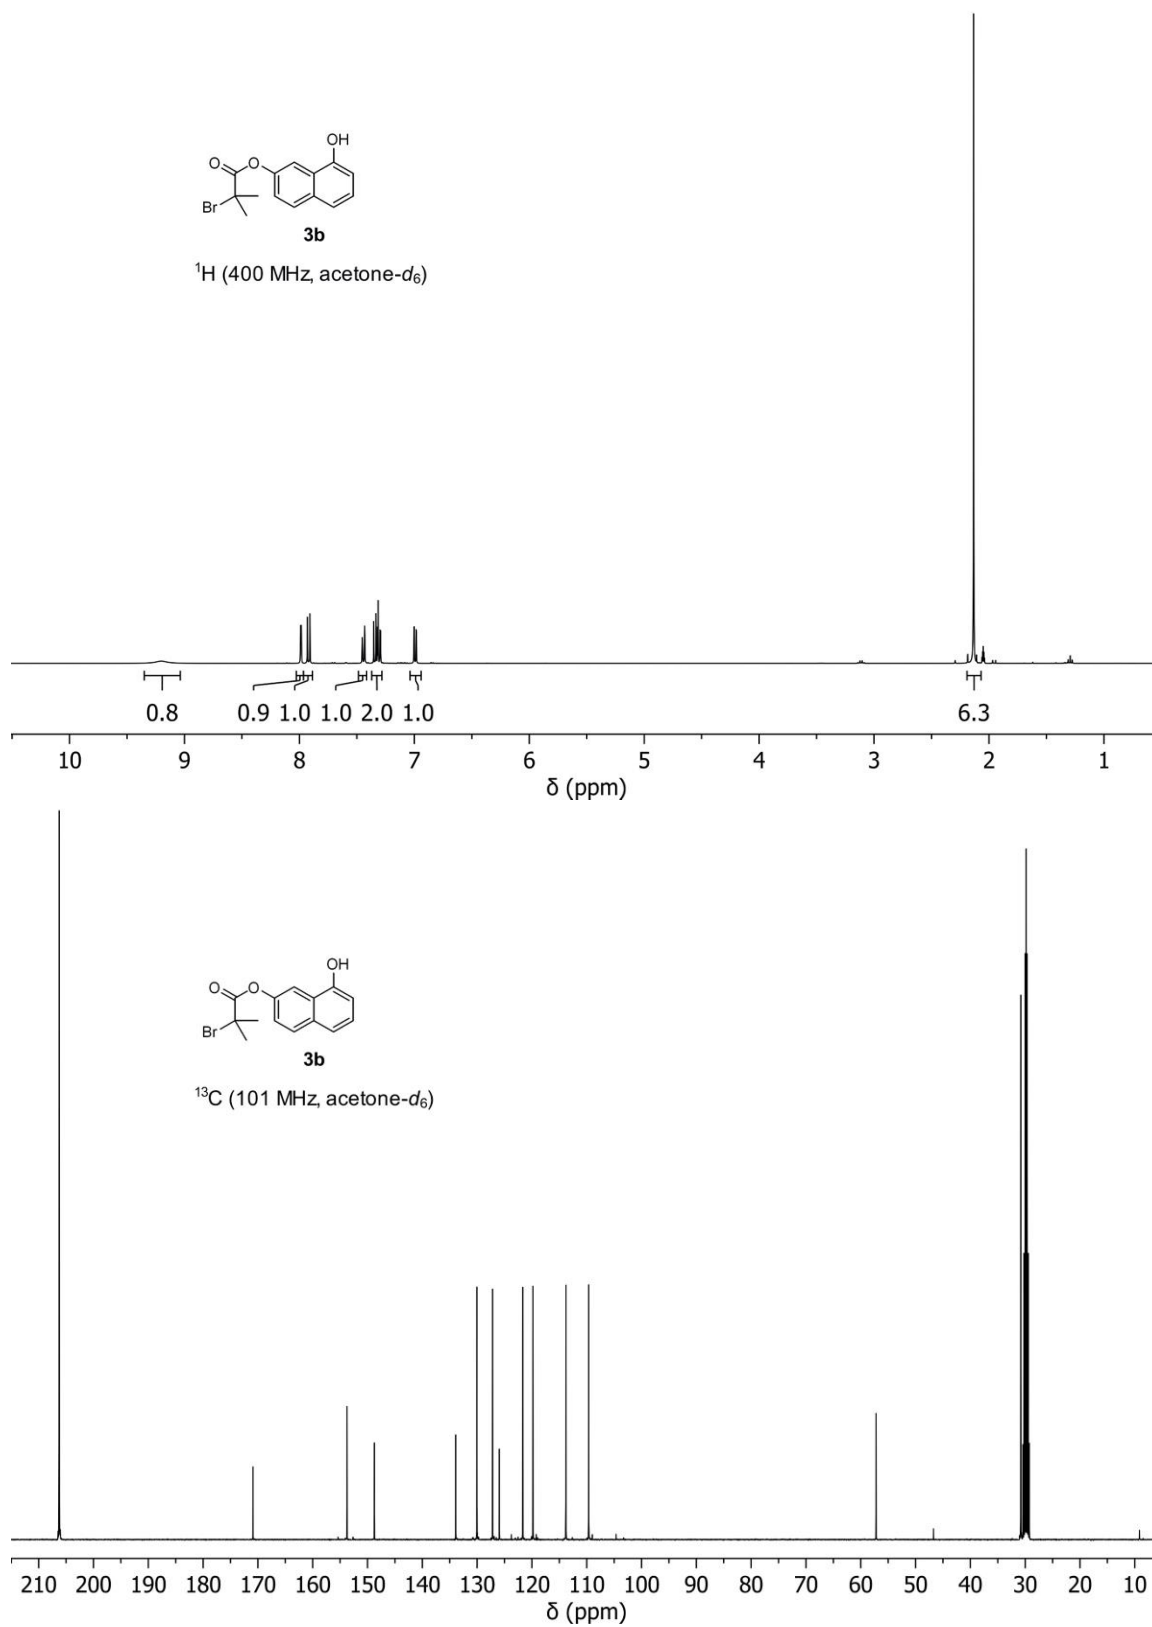 OH
O
O
Br
3b
¹H (400 MHz, acetone-d₆)
0.8 0.9 1.0 1.0 2.0 1.0 6.3
10 9 8 7 6 5 4 3 2 1
δ (ppm)
OH
O
O
Br
3b
¹³C (101 MHz, acetone-d₆)
210 200 190 180 170 160 150 140 130 120 110 100 90 80 70 60 50 40 30 20 10
δ (ppm)